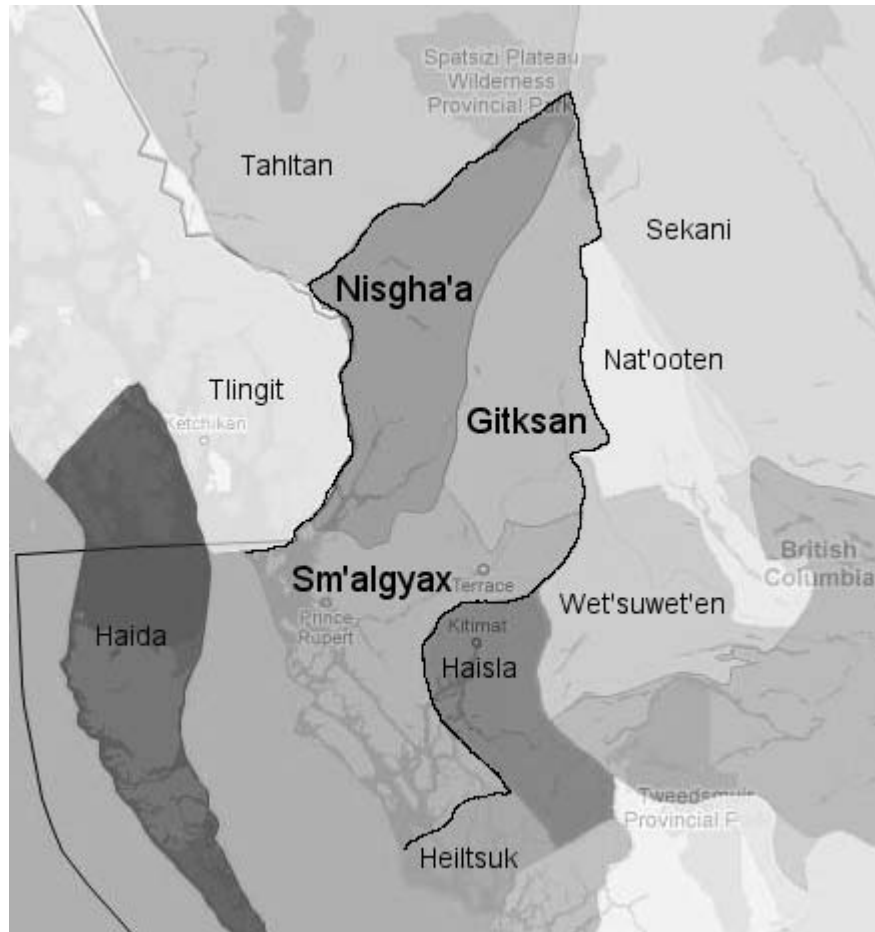 Spatsizi Plateau
Wilderness
Provincial Park
Tahltan
Sekani
Nisgha'a
Nat'ooten
Tlingit
Ketchikan
Gitksan
British
Columbia
Sm'algyax
Terrace
Prince
Rupert
Wet'suwet'en
Haida
Kitimat
Haisla
Tweedsmuir
Provincial P
Heiltsuk